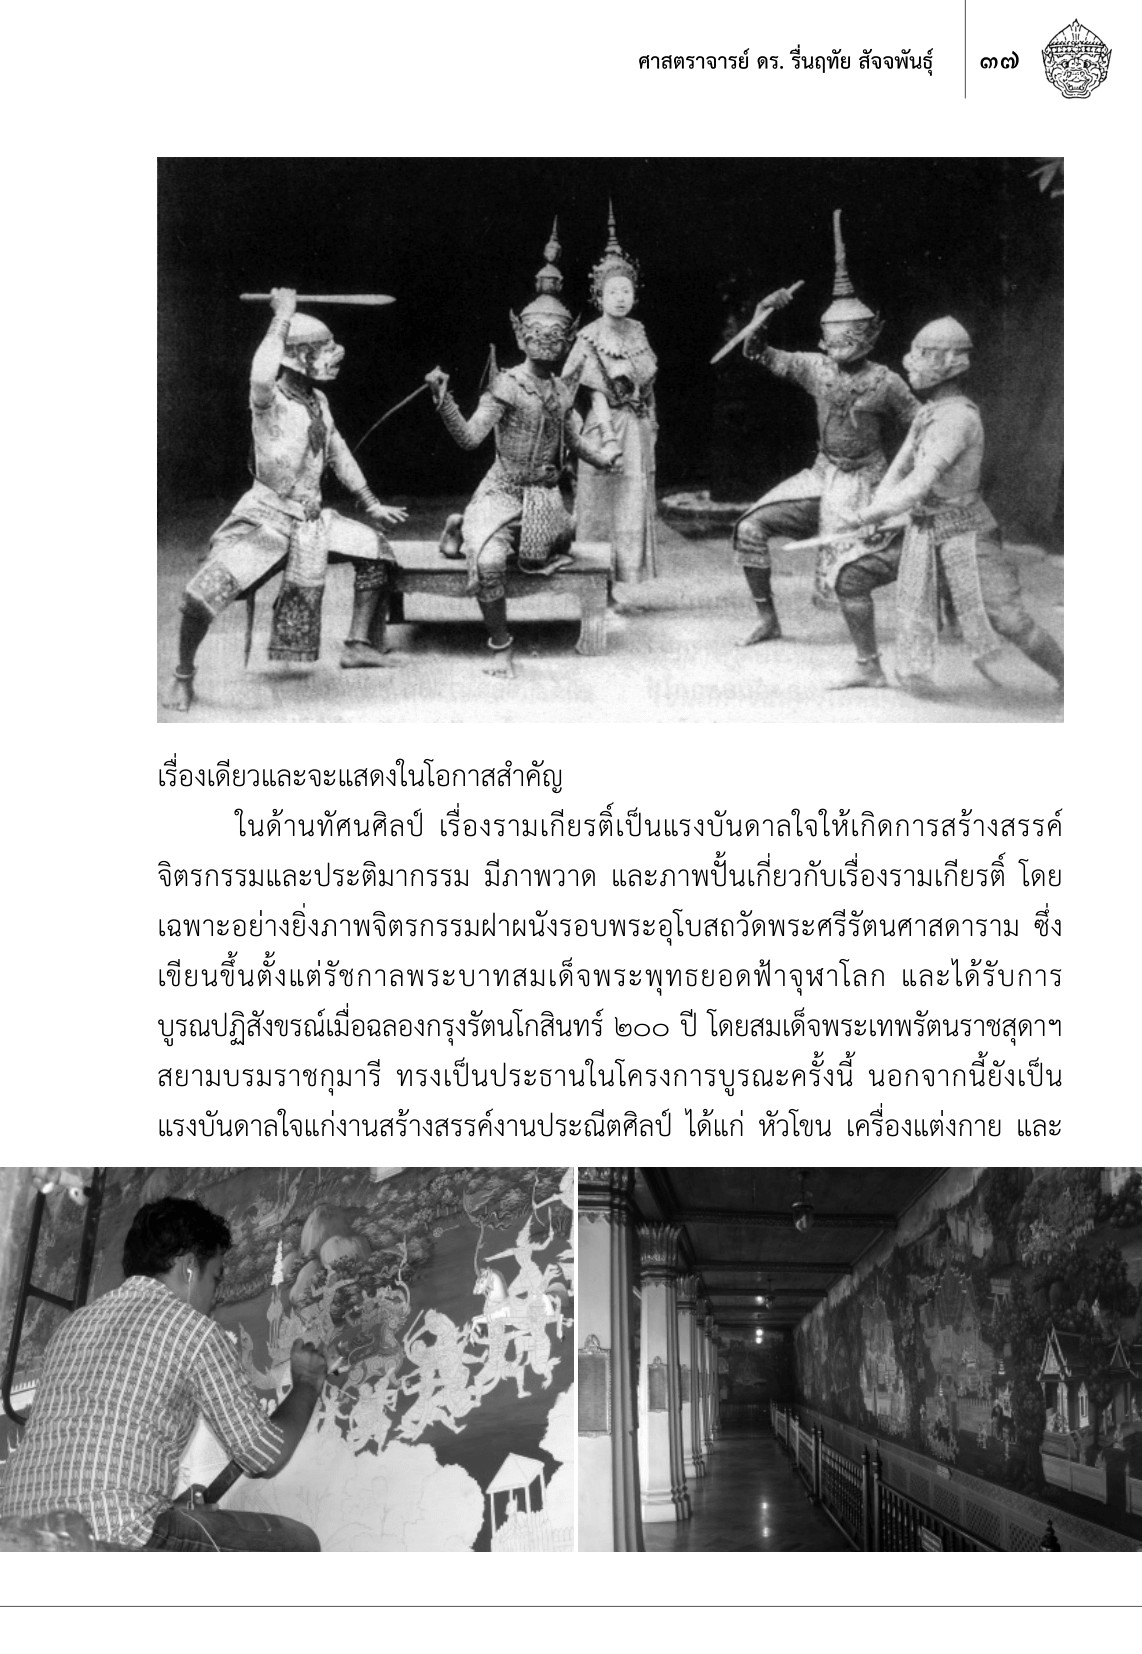 ศาสตราจารย์ ดร. รื่นฤทัย สัจจพันธุ์ ๓๗
เรื่องเดียวและจะแสดงในโอกาสสำคัญ
ในด้านทัศนศิลป์ เรื่องรามเกียรติ์เป็นแรงบันดาลใจให้เกิดการสร้างสรรค์
จิตรกรรมและประติมากรรม มีภาพวาด และภาพปั้นเกี่ยวกับเรื่องรามเกียรติ์ โดย
เฉพาะอย่างยิ่งภาพจิตรกรรมฝาผนังรอบพระอุโบสถวัดพระศรีรัตนศาสดาราม ซึ่ง
เขียนขึ้นตั้งแต่รัชกาลพระบาทสมเด็จพระพุทธยอดฟ้าจุฬาโลก และได้รับการ
บูรณปฏิสังขรณ์เมื่อฉลองกรุงรัตนโกสินทร์ ๒๐๐ ปี โดยสมเด็จพระเทพรัตนราชสุดาฯ
สยามบรมราชกุมารี ทรงเป็นประธานในโครงการบูรณะครั้งนี้ นอกจากนี้ยังเป็น
แรงบันดาลใจแก่งานสร้างสรรค์งานประณีตศิลป์ ได้แก่ หัวโขน เครื่องแต่งกาย และ